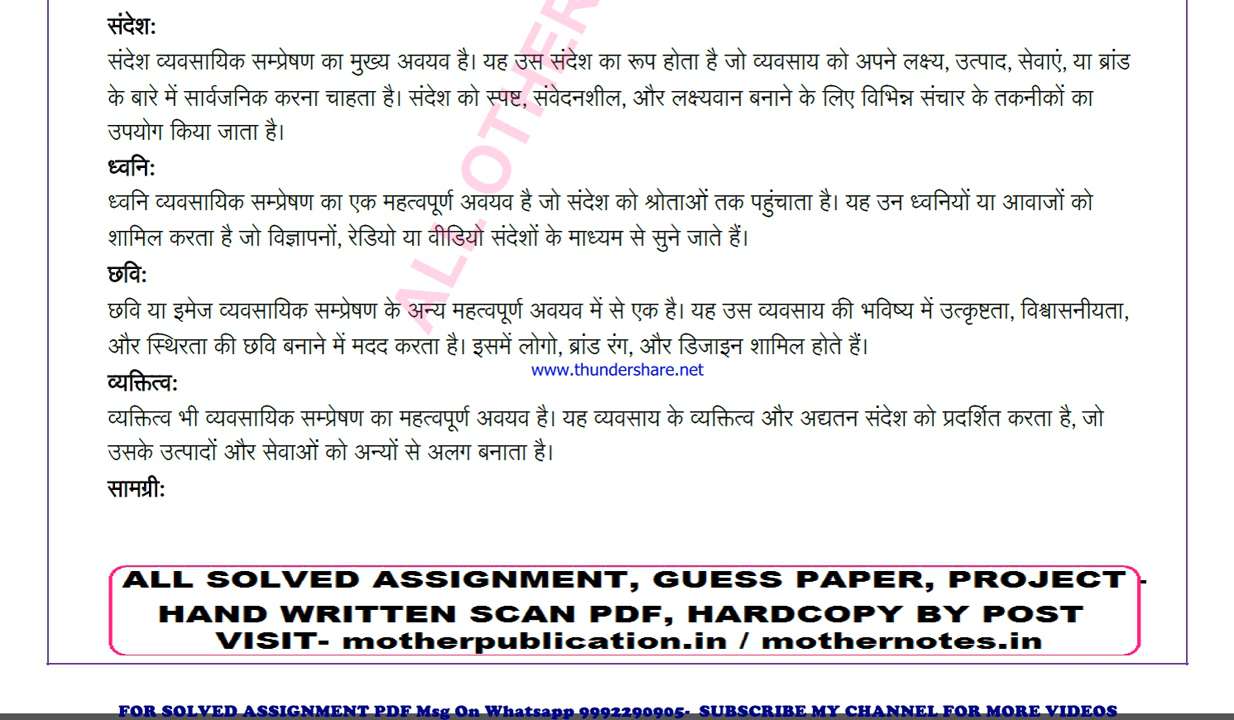 संदेश:
संदेश व्यवसायिक सम्प्रेषण का मुख्य अवयव है। यह उस संदेश का रूप होता है जो व्यवसाय को अपने लक्ष्य, उत्पाद, सेवाएं, या ब्रांड
के बारे में सार्वजनिक करना चाहता है। संदेश को स्पष्ट, संवेदनशील, और लक्ष्यवान बनाने के लिए विभिन्न संचार के तकनीकों का
उपयोग किया जाता है।
ध्वनि:
ध्वनि व्यवसायिक सम्प्रेषण का एक महत्वपूर्ण अवयव है जो संदेश को श्रोताओं तक पहुंचाता है। यह उन ध्वनियों या आवाजों को
शामिल करता है जो विज्ञापनों, रेडियो या वीडियो संदेशों के माध्यम से सुने जाते हैं।
छवि:
छवि या इमेज व्यवसायिक सम्प्रेषण के अन्य महत्वपूर्ण अवयव में से एक है। यह उस व्यवसाय की भविष्य में उत्कृष्टता, विश्वासनीयता,
और स्थिरता की छवि बनाने में मदद करता है। इसमें लोगो, ब्रांड रंग, और डिजाइन शामिल होते हैं।
www.thundershare.net
व्यक्तित्व:
व्यक्तित्व भी व्यवसायिक सम्प्रेषण का महत्वपूर्ण अवयव है। यह व्यवसाय के व्यक्तित्व और अद्यतन संदेश को प्रदर्शित करता है, जो
उसके उत्पादों और सेवाओं को अन्यों से अलग बनाता है।
सामग्री:
ALL OTHER
ALL SOLVED ASSIGNMENT, GUESS PAPER, PROJECT -
HAND WRITTEN SCAN PDF, HARDCOPY BY POST
VISIT- motherpublication.in / mothernotes.in
FOR SOLVED ASSIGNMENT PDF Msg On Whatsapp 9992290905- SUBSCRIBE MY CHANNEL FOR MORE VIDEOS